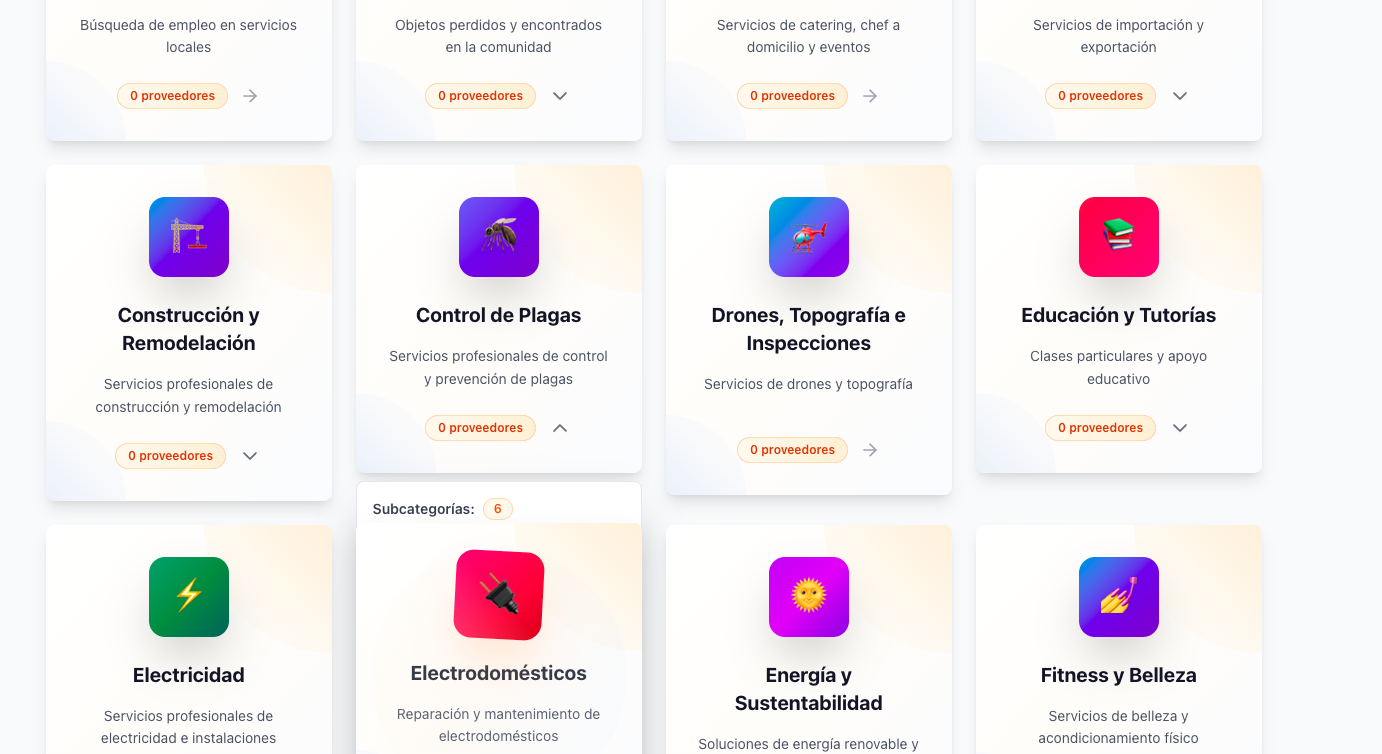 Búsqueda de empleo en servicios
locales
0 proveedores
Objetos perdidos y encontrados
en la comunidad
0 proveedores
Servicios de catering, chef a
domicilio y eventos
0 proveedores
Servicios de importación y
exportación
0 proveedores
Construcción y
Remodelación
Servicios profesionales de
construcción y remodelación
0 proveedores
Control de Plagas
Servicios profesionales de control
y prevención de plagas
0 proveedores
Subcategorías: 6
Drones, Topografía e
Inspecciones
Servicios de drones y topografía
0 proveedores
Educación y Tutorías
Clases particulares y apoyo
educativo
0 proveedores
Electricidad
Servicios profesionales de
electricidad e instalaciones
Electrodomésticos
Reparación y mantenimiento de
electrodomésticos
Energía y
Sustentabilidad
Soluciones de energía renovable y
Fitness y Belleza
Servicios de belleza y
acondicionamiento físico